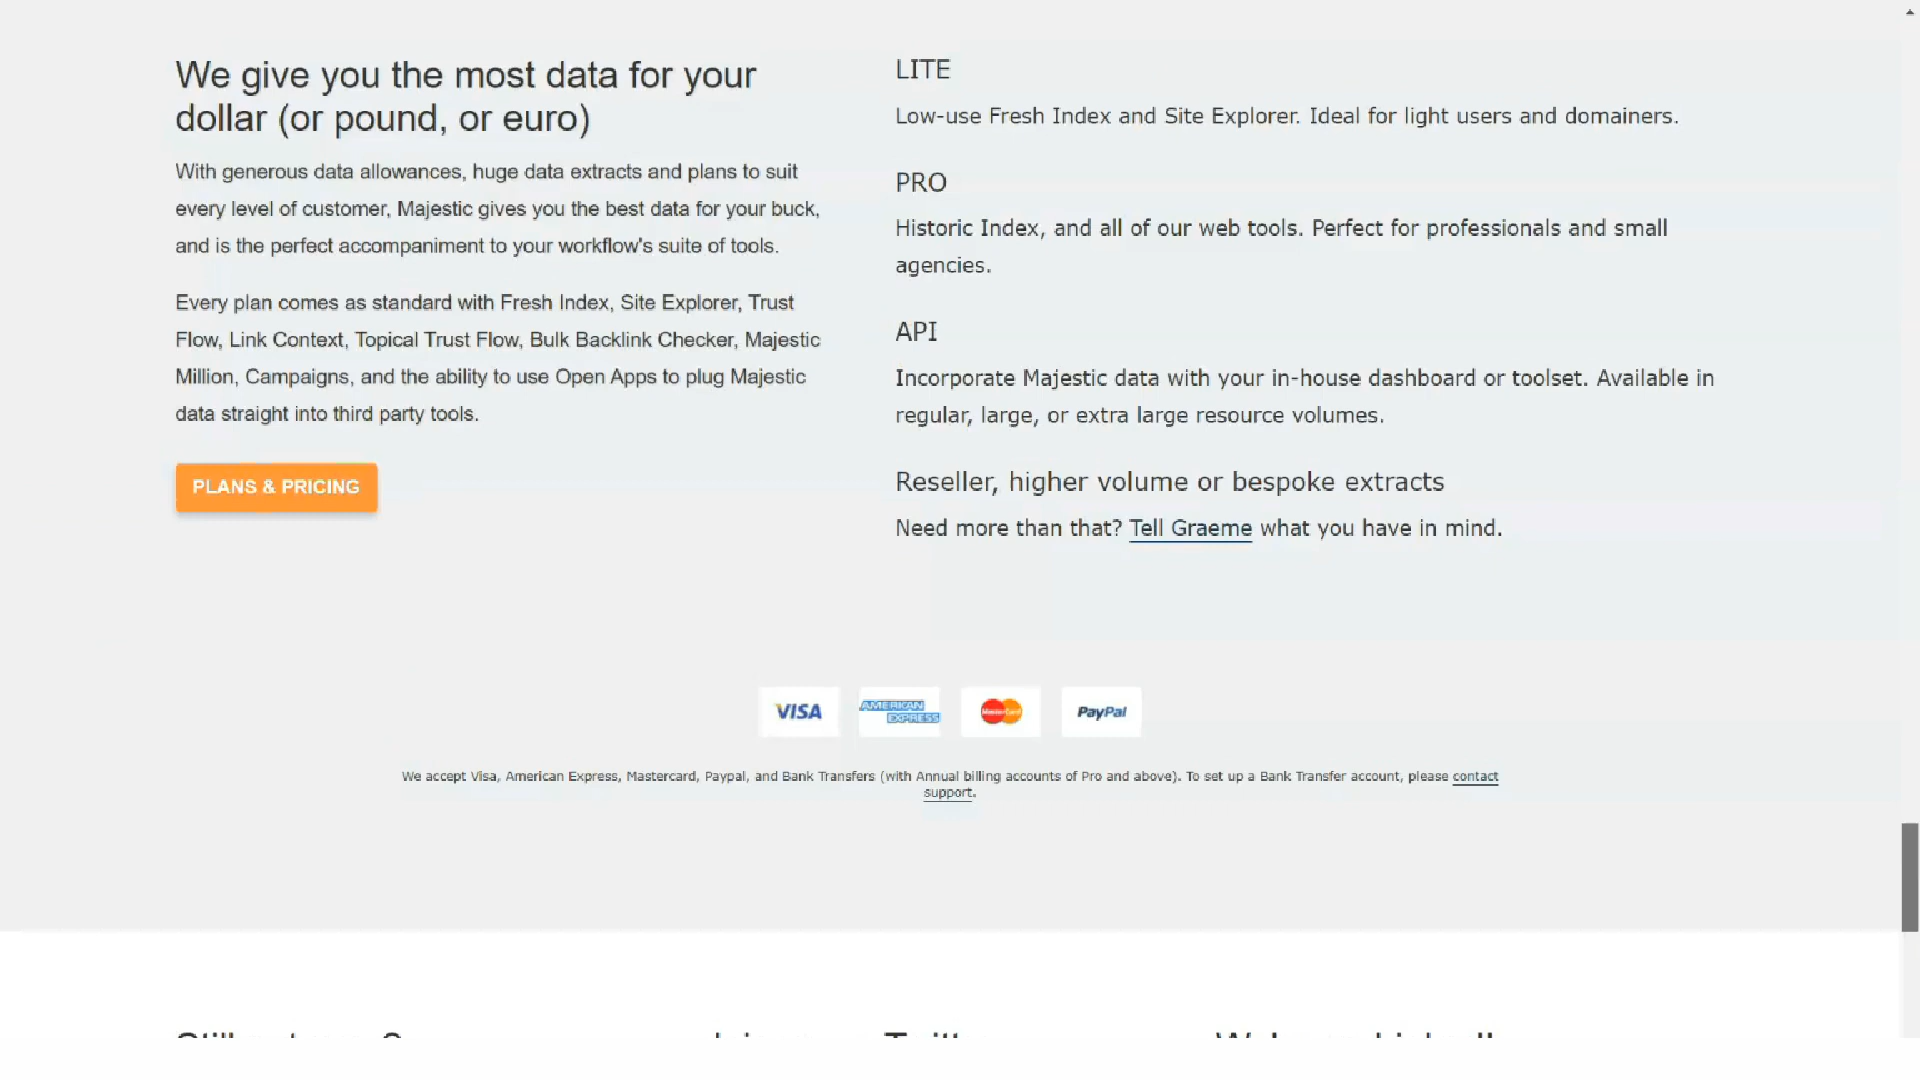 We give you the most data for your
dollar (or pound, or euro)
With generous data allowances, huge data extracts and plans to suit
every level of customer, Majestic gives you the best data for your buck,
and is the perfect accompaniment to your workflow's suite of tools.
Every plan comes as standard with Fresh Index, Site Explorer, Trust
Flow, Link Context, Topical Trust Flow, Bulk Backlink Checker, Majestic
Million, Campaigns, and the ability to use Open Apps to plug Majestic
data straight into third party tools.
PLANS & PRICING
LITE
Low-use Fresh Index and Site Explorer. Ideal for light users and domainers.
PRO
Historic Index, and all of our web tools. Perfect for professionals and small
agencies.
API
Incorporate Majestic data with your in-house dashboard or toolset. Available in
regular, large, or extra large resource volumes.
Reseller, higher volume or bespoke extracts
Need more than that? Tell Graeme what you have in mind.
VISA
AMERICAN
EXPRESS
MasterCard
PayPal
We accept Visa, American Express, Mastercard, Paypal, and Bank Transfers (with Annual billing accounts of Pro and above). To set up a Bank Transfer account, please contact
support.